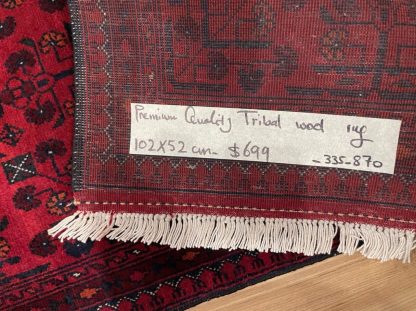 Premium Quality Tribal wool rug
102X52 cm- $699
-335-870